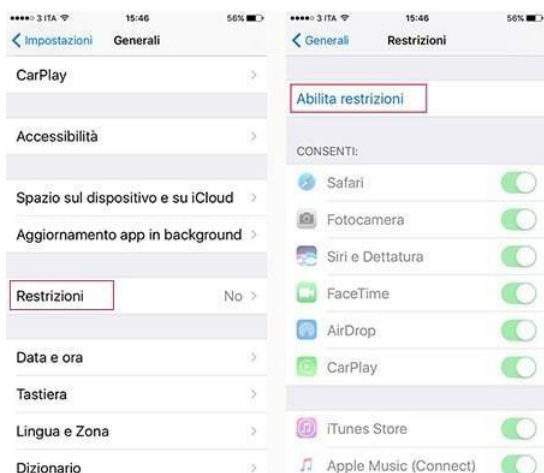 3 ITA 15:46 56%
Impostazioni Generali
CarPlay
Accessibilità
Spazio sul dispositivo e su iCloud
Aggiornamento app in background
Restrizioni No
Data e ora
Tastiera
Lingua e Zona
Dizionario
3 ITA 15:46 56%
Generali Restrizioni
Abilita restrizioni
CONSENTI:
Safari
Fotocamera
Siri e Dettatura
FaceTime
AirDrop
CarPlay
iTunes Store
Apple Music (Connect)